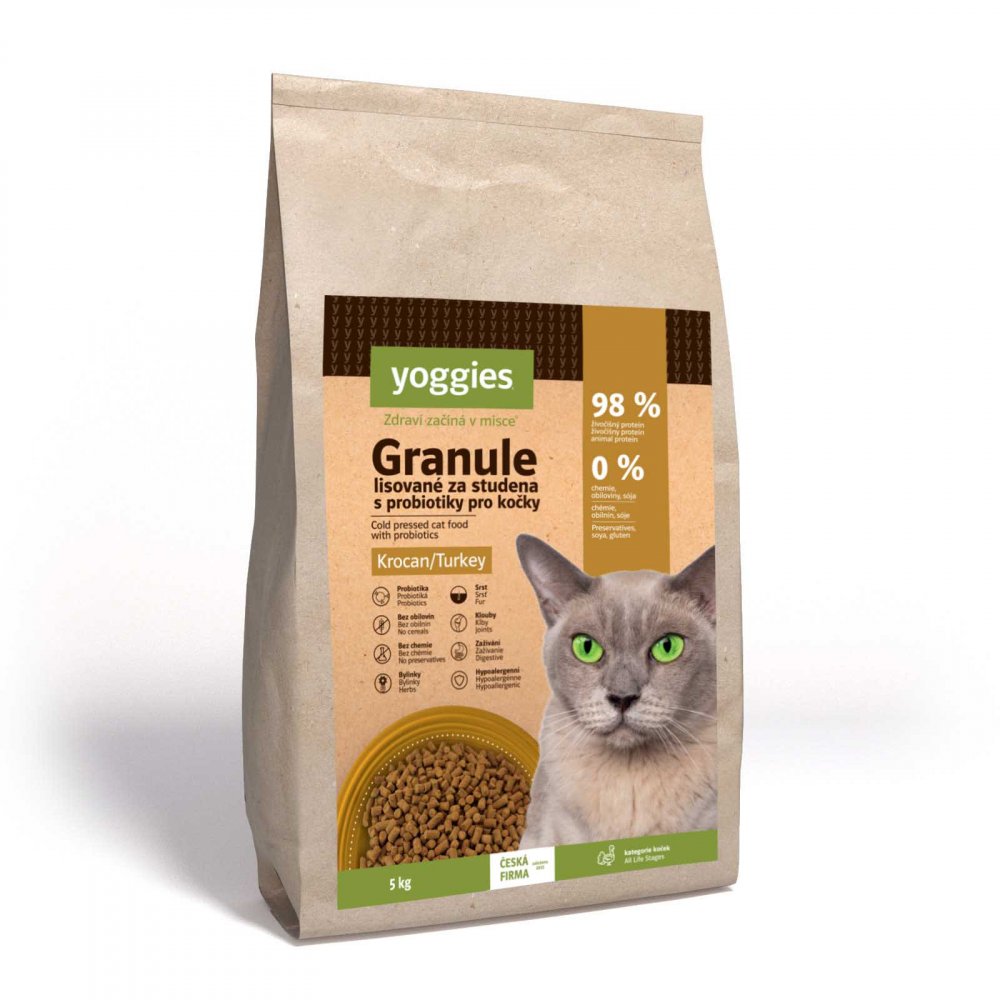 yoggies
Zdraví začíná v misce®
Granule
lisované za studena
s probiotiky pro kočky
Cold pressed cat food
with probiotics
Krocan/Turkey
Probiotika
Probiotiká
Probiotics
Bez obilovin
Bez obilnín
No cereals
Bez chemie
Bez chémie
No preservatives
Bylinky
Bylinky
Herbs
Srst
Srsť
Fur
Klouby
Kĺby
Joints
Zažívání
Zažívanie
Digestive
Hypoalergenní
Hypoalergenne
Hypoallergenic
98 %
živočišný protein
živočíšny protein
animal protein
0 %
chemie,
obiloviny, sója
chémie,
obilnín, sóje
Preservatives,
soya, gluten
5 kg
ČESKÁ
FIRMA
kategorie koček
All Life Stages